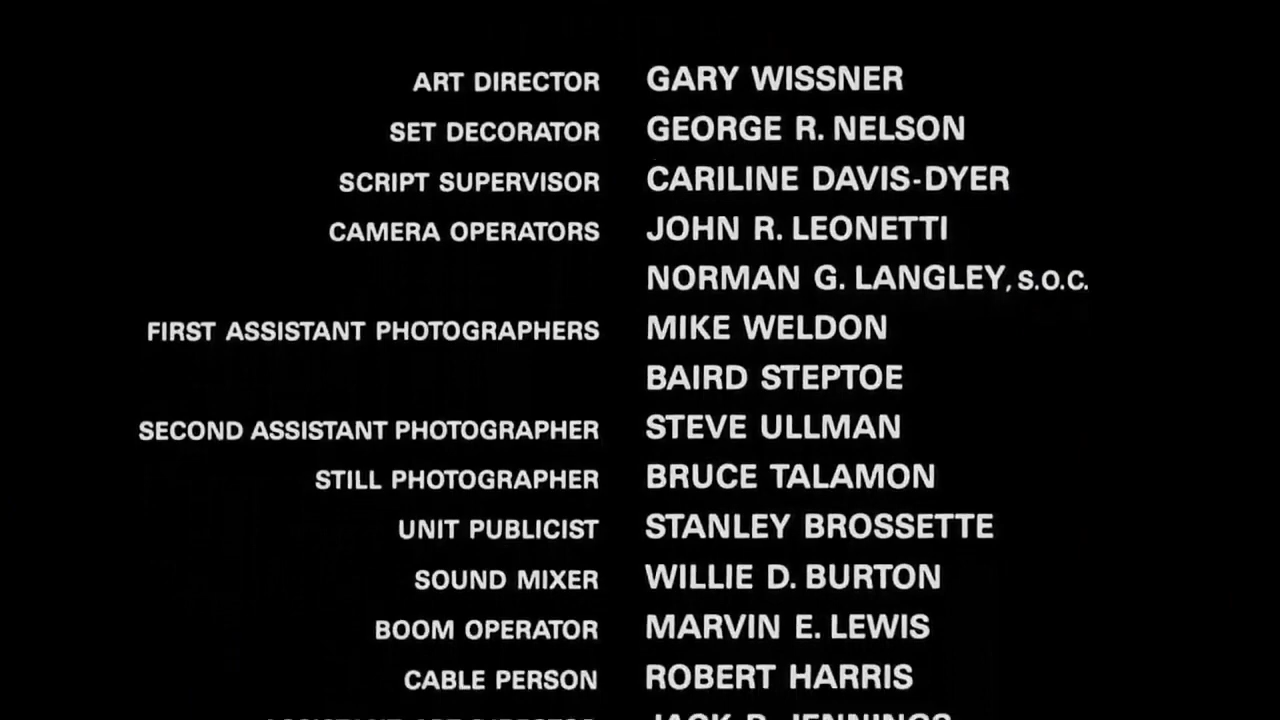 ART DIRECTOR GARY WISSNER
SET DECORATOR GEORGE R. NELSON
SCRIPT SUPERVISOR CARILINE DAVIS-DYER
CAMERA OPERATORS JOHN R. LEONETTI
NORMAN G. LANGLEY, S.O.C.
FIRST ASSISTANT PHOTOGRAPHERS MIKE WELDON
BAIRD STEPTOE
SECOND ASSISTANT PHOTOGRAPHER STEVE ULLMAN
STILL PHOTOGRAPHER BRUCE TALAMON
UNIT PUBLICIST STANLEY BROSSETTE
SOUND MIXER WILLIE D. BURTON
BOOM OPERATOR MARVIN E. LEWIS
CABLE PERSON ROBERT HARRIS